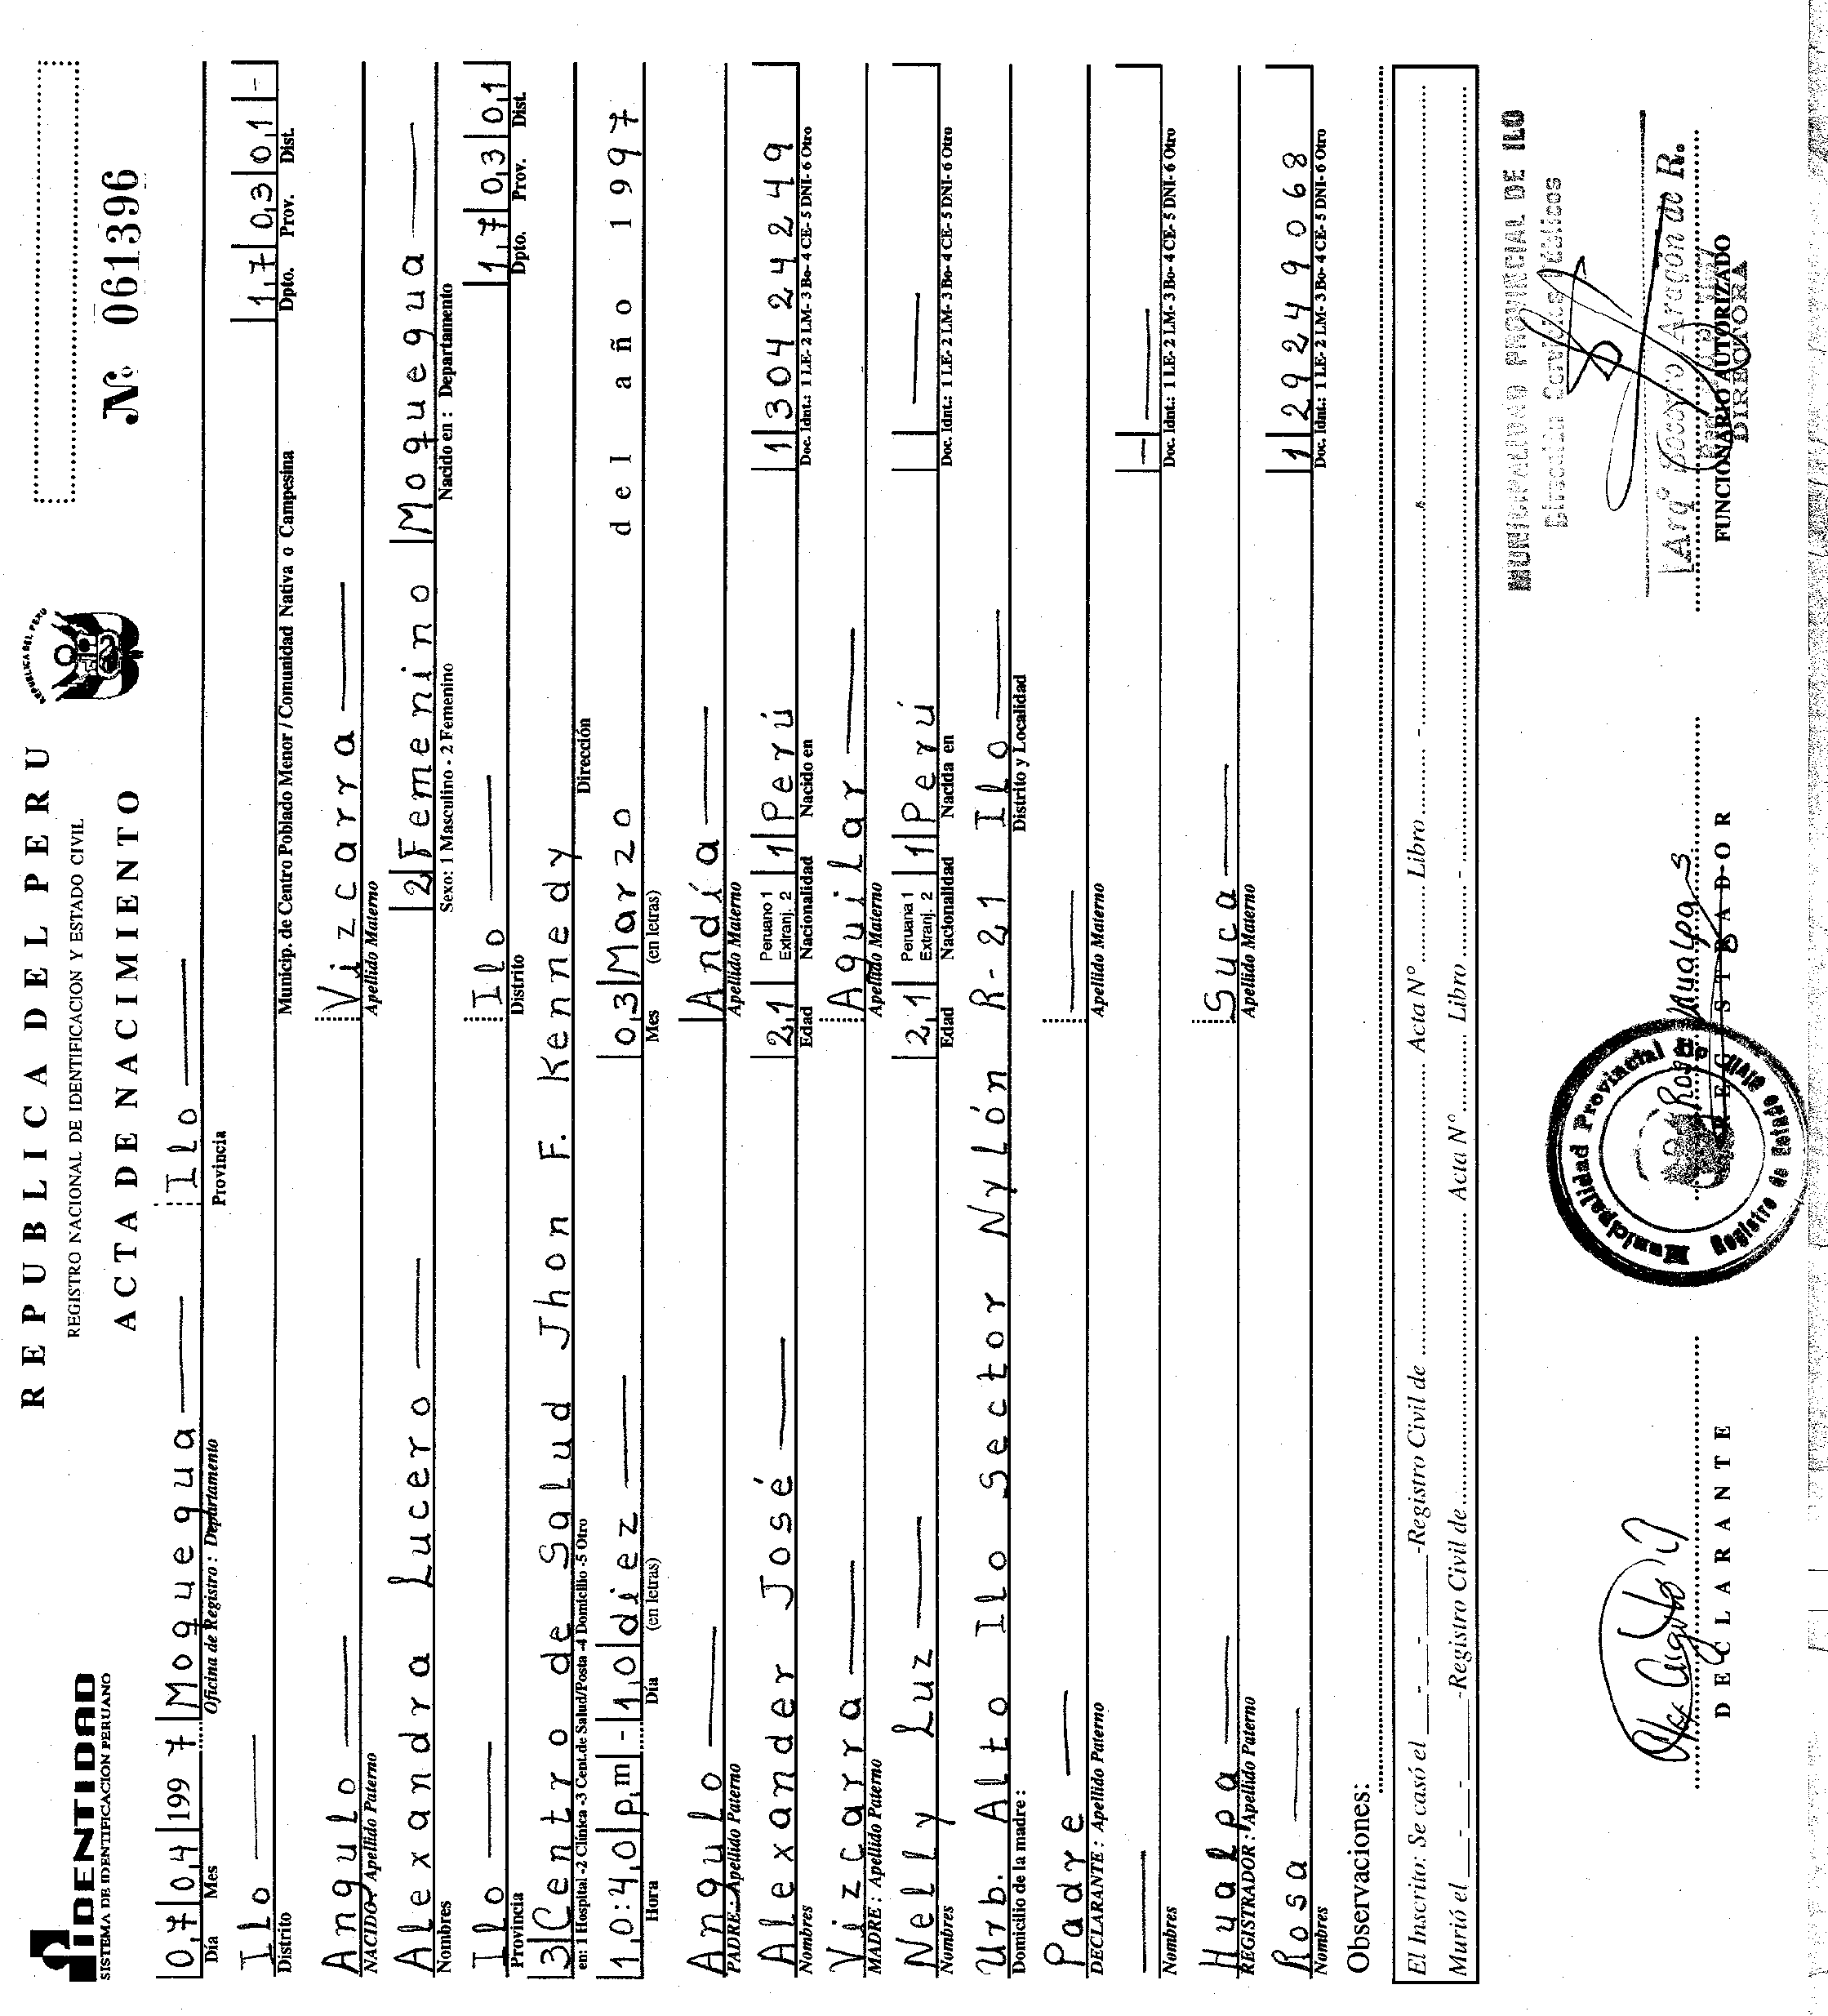 REPUBLICA DEL PERU
REGISTRO NACIONAL DE IDENTIFICACION Y ESTADO CIVIL
ACTA DE NACIMIENTO
IDENTIDAD
SISTEMA DE IDENTIFICACION PERUANO
REPUBLICA DEL PERU
Nº 061396
07 04 1997 Moquegua Ilo
Día Mes Oficina de Registro : Departamento Provincia
Ilo 17 03 01 -
Distrito Municip. de Centro Poblado Menor / Comunidad Nativa o Campesina Dpto. Prov. Dist.
Angulo Vizcarra
NACIDO: Apellido Paterno Apellido Materno
Alexandra Lucero 2 Femenino Moquegua
Nombres Sexo: 1 Masculino - 2 Femenino Nacido en : Departamento
Ilo Ilo 17 03 01
Provincia Distrito Dpto. Prov. Dist.
3 Centro de Salud Jhon F. Kennedy
en: 1 Hospital -2 Clínica -3 Cent.de Salud/Posta -4 Domicilio -5 Otro Dirección
10:40 pm - 10 diez 03 Marzo del año 1997
Hora Día (en letras) Mes (en letras)
Angulo Andía
PADRE: Apellido Paterno Apellido Materno
Alexander José 21 Peruano 1 Extranj. 2 1 Perú 1 30424249
Nombres Edad Nacionalidad Nacido en Doc. Idnt.: 1 LE- 2 LM- 3 Bo- 4 CE- 5 DNI- 6 Otro
Vizcarra Aguilar
MADRE : Apellido Paterno Apellido Materno
Nelly Luz 21 Peruana 1 Extranj. 2 1 Perú
Nombres Edad Nacionalidad Nacida en Doc. Idnt.: 1 LE- 2 LM- 3 Bo- 4 CE- 5 DNI- 6 Otro
Urb. Alto Ilo Sector Nylón R-21 Ilo
Domicilio de la madre : Distrito y Localidad
Padre
DECLARANTE : Apellido Paterno Apellido Materno
Nombres Doc. Idnt.: 1 LE- 2 LM- 3 Bo- 4 CE- 5 DNI- 6 Otro
Hualpa Suca
REGISTRADOR : Apellido Paterno Apellido Materno
Rosa 1 29249068
Nombres Doc. Idnt.: 1 LE- 2 LM- 3 Bo- 4 CE- 5 DNI- 6 Otro
Observaciones:
El Inscrito: Se casó el - - -Registro Civil de Acta Nº Libro -
Murió el - - -Registro Civil de Acta Nº Libro -
MUNICIPALIDAD PROVINCIAL DE ILO
Dirección Servicios Públicos
Arqº Socorro Aragón de R.
FUNCIONARIO AUTORIZADO
DIRECTORA
Municipalidad Provincial
Registro de Estado Civil
Rosa Hualpa S
REGISTRADOR
DECLARANTE